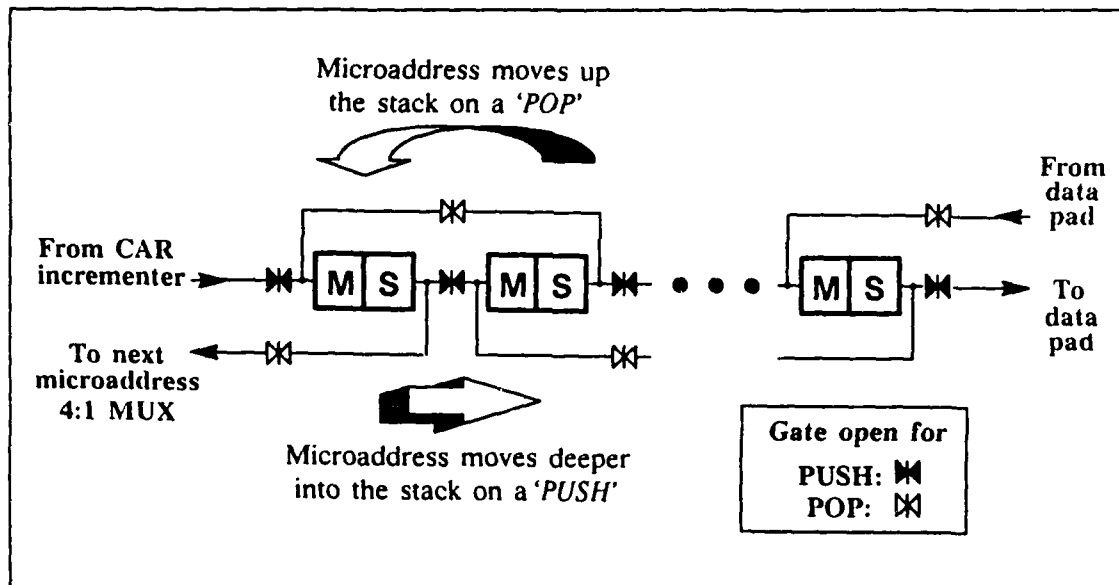 Microaddress moves up
the stack on a 'POP'
From
data
pad
From CAR
incrementer
M S
M S
M S
To
data
pad
To next
microaddress
4:1 MUX
Microaddress moves deeper
into the stack on a 'PUSH'
Gate open for
PUSH:
POP: